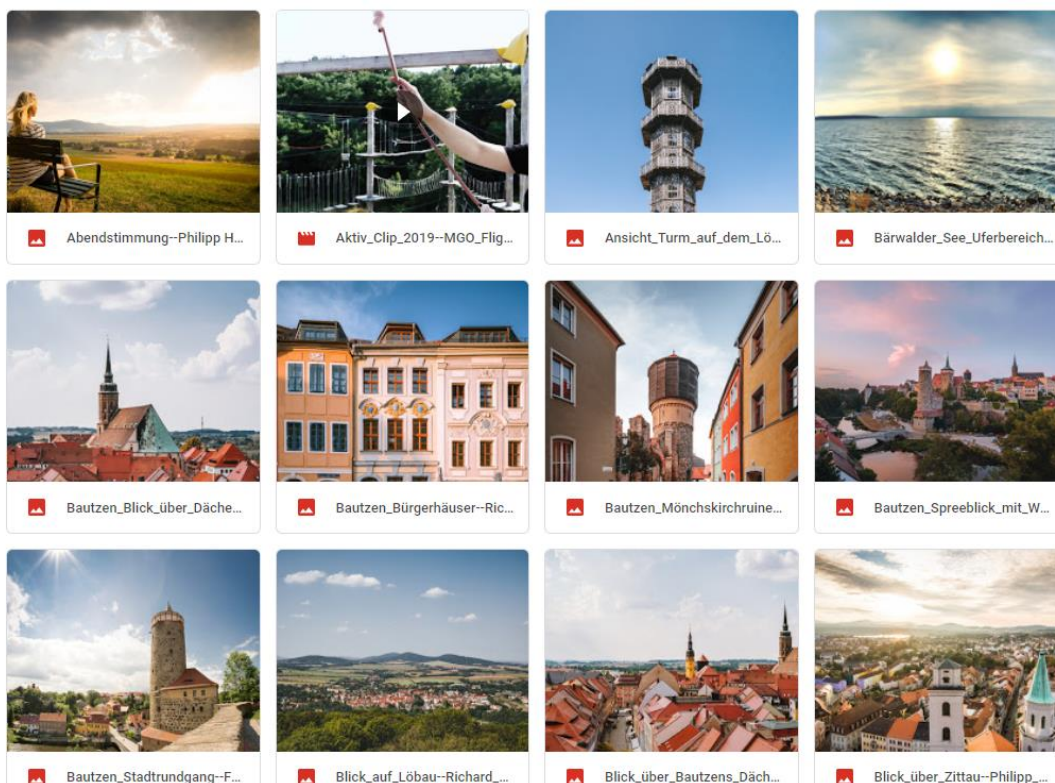 Abendstimmung--Philipp H...
Aktiv_Clip_2019--MGO_Flig...
Ansicht_Turm_auf_dem_Lö...
Bärwalder_See_Uferbereich...
Bautzen_Blick_über_Däche...
Bautzen_Bürgerhäuser--Ric...
Bautzen_Mönchskirchruine...
Bautzen_Spreeblick_mit_W...
Bautzen_Stadtrundgang--F...
Blick_auf_Löbau--Richard_...
Blick_über_Bautzens_Däch...
Blick_über_Zittau--Philipp_...